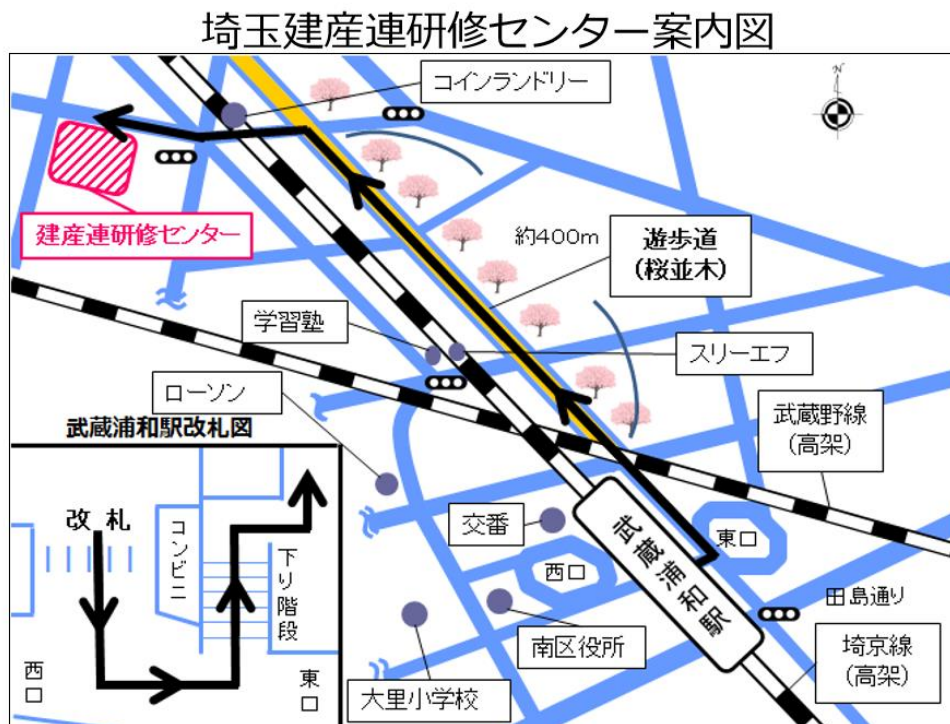 埼玉建産連研修センター案内図
コインランドリー
N
建産連研修センター
約400m
遊歩道
(桜並木)
学習塾
スリーエフ
ローソン
武蔵野線
(高架)
武蔵浦和駅改札図
改札
コンビニ
下り階段
西口
東口
交番
西口
武蔵浦和駅
東口
田島通り
南区役所
大里小学校
埼京線
(高架)